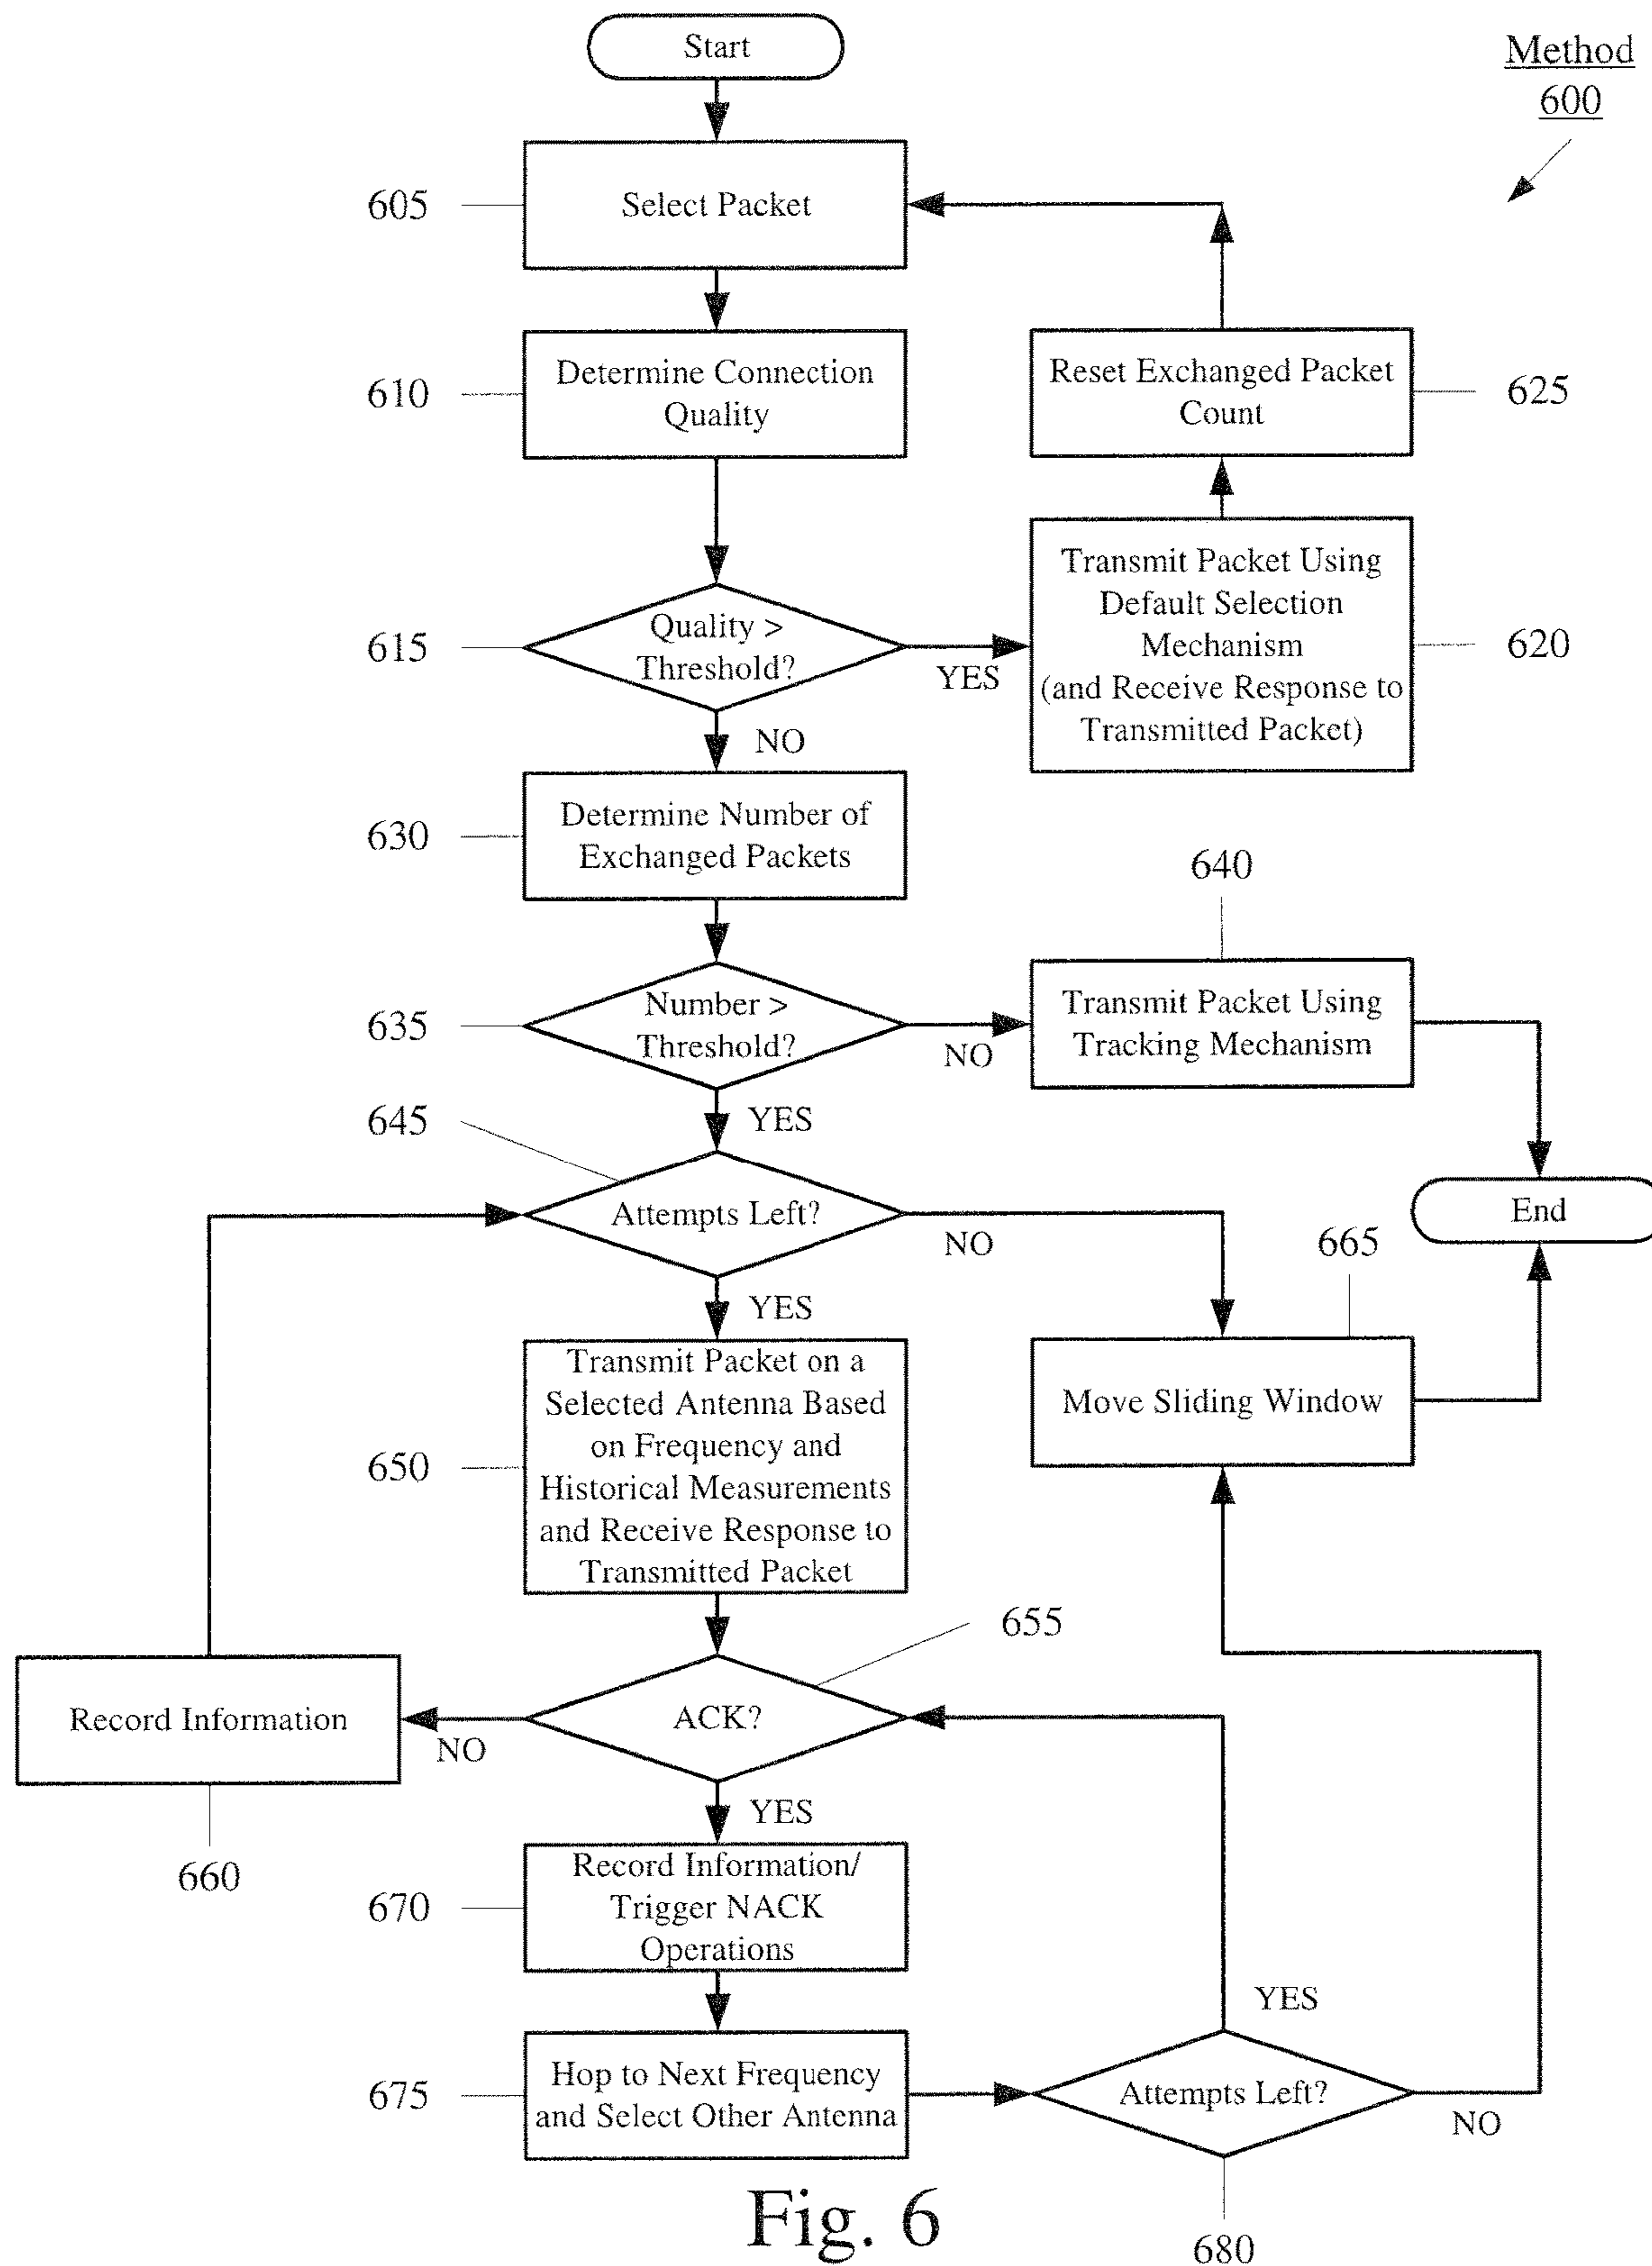 Start
Method
600
605
Select Packet
610
Determine Connection
Quality
Reset Exchanged Packet
Count
625
615
Quality >
Threshold?
YES
Transmit Packet Using
Default Selection
Mechanism
(and Receive Response to
Transmitted Packet)
620
NO
630
Determine Number of
Exchanged Packets
640
635
Number >
Threshold?
NO
Transmit Packet Using
Tracking Mechanism
YES
645
Attempts Left?
NO
End
665
YES
650
Transmit Packet on a
Selected Antenna Based
on Frequency and
Historical Measurements
and Receive Response to
Transmitted Packet
Move Sliding Window
655
Record Information
NO
ACK?
660
YES
670
Record Information/
Trigger NACK
Operations
YES
675
Hop to Next Frequency
and Select Other Antenna
Attempts Left?
NO
680
Fig. 6